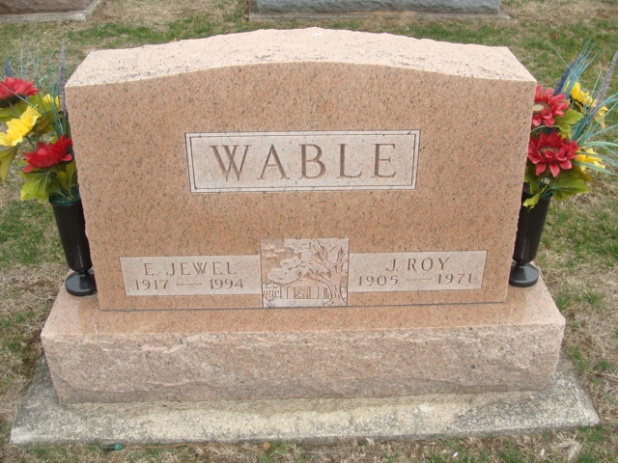 WABLE
E. JEWEL
1917 — 1994
J. ROY
1905 — 1971